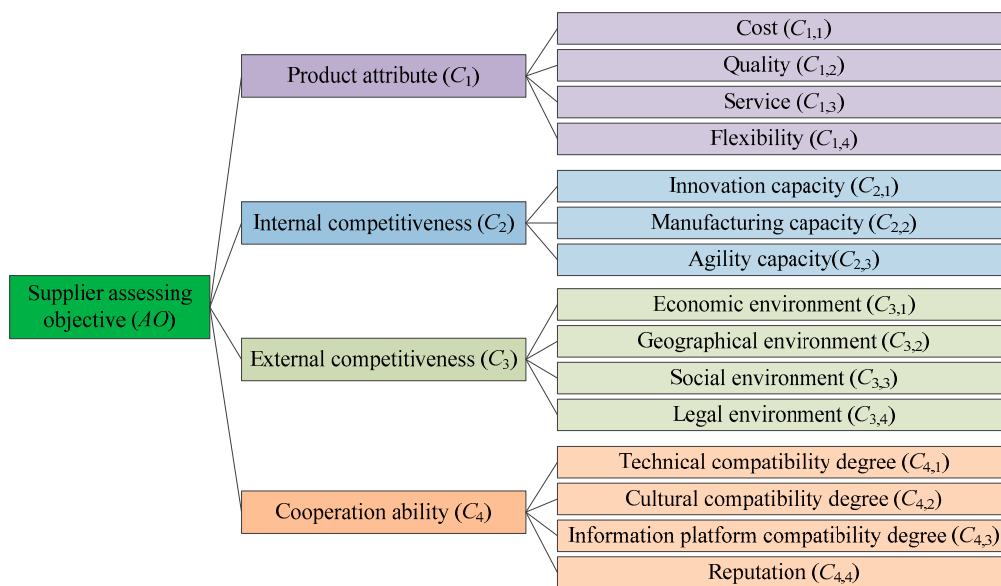 Supplier assessing
objective (AO)
Product attribute (C1)
Cost (C1,1)
Quality (C1,2)
Service (C1,3)
Flexibility (C1,4)
Internal competitiveness (C2)
Innovation capacity (C2,1)
Manufacturing capacity (C2,2)
Agility capacity(C2,3)
External competitiveness (C3)
Economic environment (C3,1)
Geographical environment (C3,2)
Social environment (C3,3)
Legal environment (C3,4)
Cooperation ability (C4)
Technical compatibility degree (C4,1)
Cultural compatibility degree (C4,2)
Information platform compatibility degree (C4,3)
Reputation (C4,4)